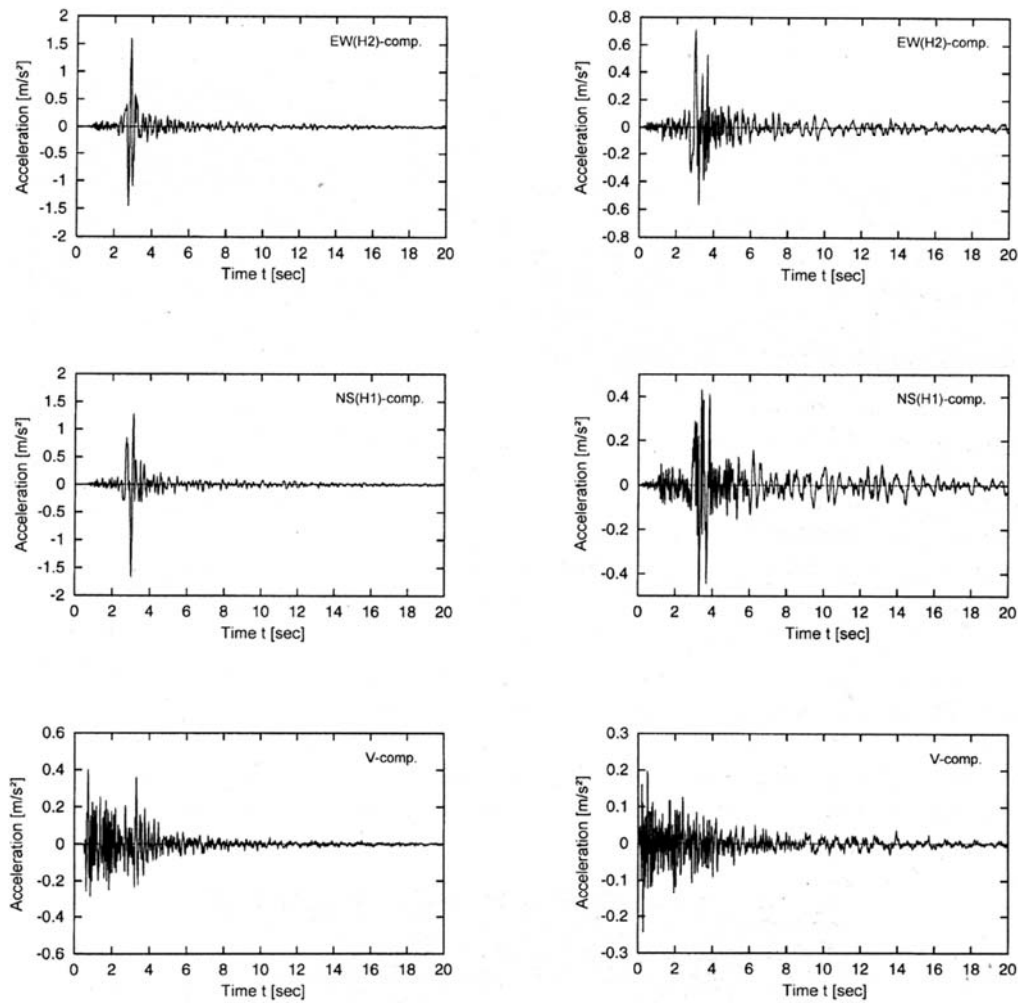 2
1.5
1
0.5
0
-0.5
-1
-1.5
-2
Acceleration [m/s²]
EW(H2)-comp.
0 2 4 6 8 10 12 14 16 18 20
Time t [sec]
0.8
0.6
0.4
0.2
0
-0.2
-0.4
-0.6
-0.8
Acceleration [m/s²]
EW(H2)-comp.
0 2 4 6 8 10 12 14 16 18 20
Time t [sec]
2
1.5
1
0.5
0
-0.5
-1
-1.5
-2
Acceleration [m/s²]
NS(H1)-comp.
0 2 4 6 8 10 12 14 16 18 20
Time t [sec]
0.4
0.2
0
-0.2
-0.4
Acceleration [m/s²]
NS(H1)-comp.
0 2 4 6 8 10 12 14 16 18 20
Time t [sec]
0.6
0.4
0.2
0
-0.2
-0.4
-0.6
Acceleration [m/s²]
V-comp.
0 2 4 6 8 10 12 14 16 18 20
Time t [sec]
0.3
0.2
0.1
0
-0.1
-0.2
-0.3
Acceleration [m/s²]
V-comp.
0 2 4 6 8 10 12 14 16 18 20
Time t [sec]